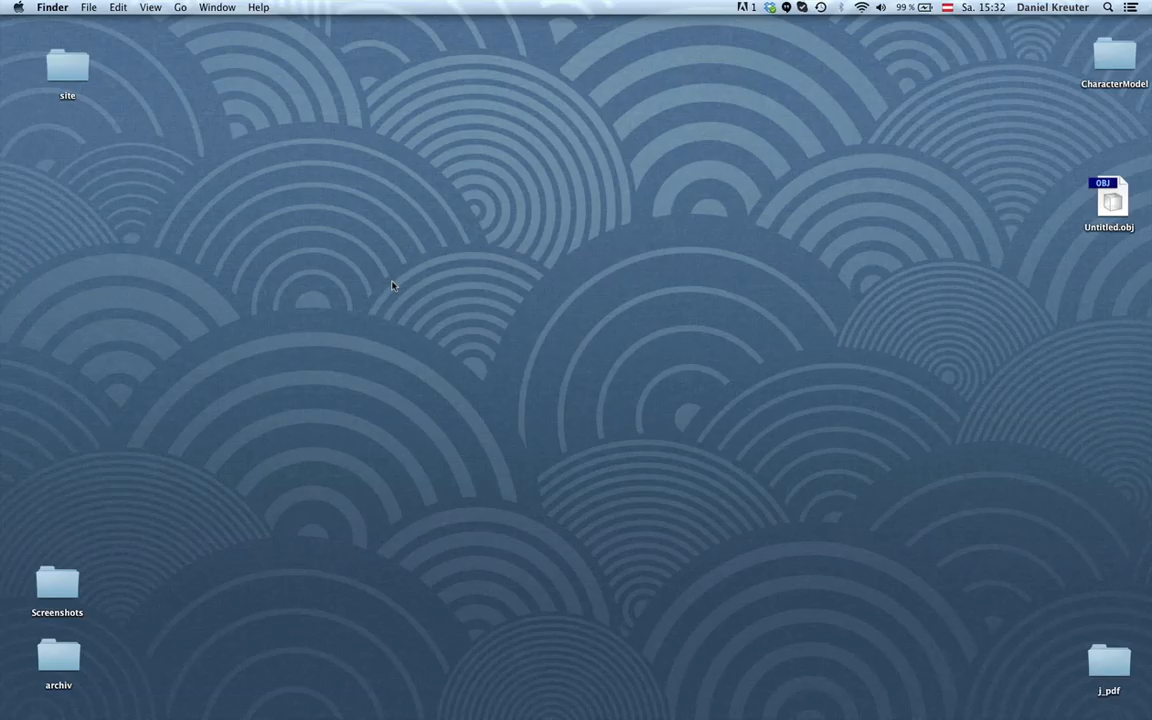 Finder File Edit View Go Window Help 1 99 % Sa. 15:32 Daniel Kreuter
site
CharacterModel
OBJ
Untitled.obj
Screenshots
archiv
j_pdf